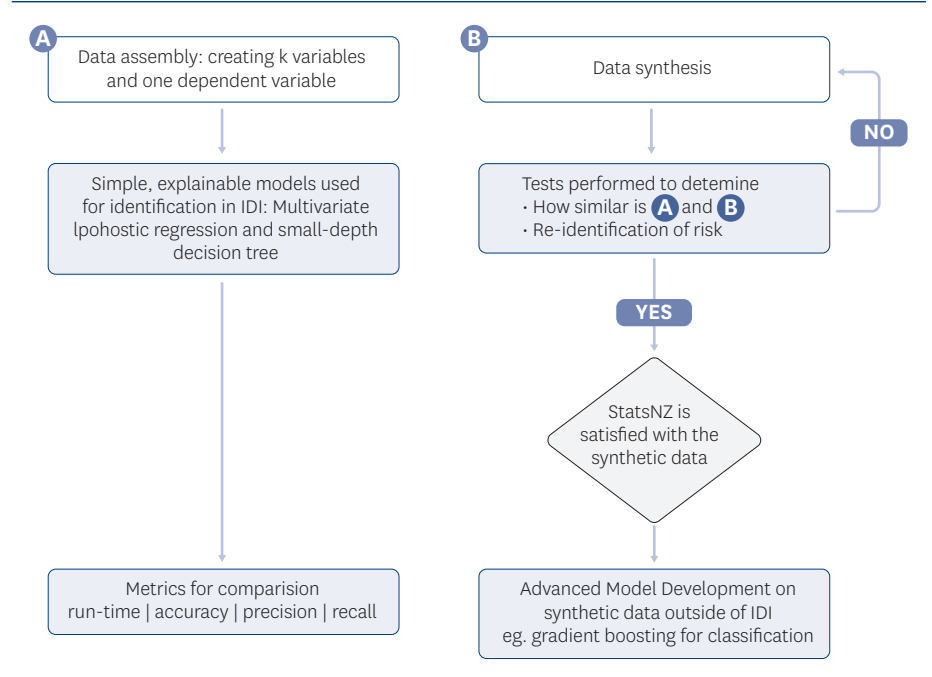 A
Data assembly: creating k variables
and one dependent variable
Simple, explainable models used
for identification in IDI: Multivariate
lpohostic regression and small-depth
decision tree
Metrics for comparision
run-time | accuracy | precision | recall
B
Data synthesis
NO
Tests performed to detemine
· How similar is A and B
· Re-identification of risk
YES
StatsNZ is
satisfied with the
synthetic data
Advanced Model Development on
synthetic data outside of IDI
eg. gradient boosting for classification